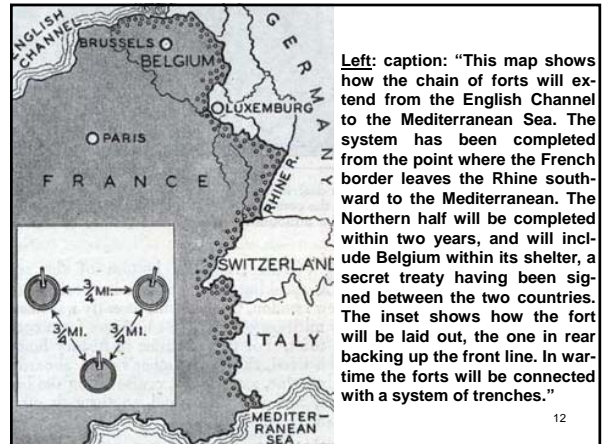 ENGLISH
CHANNEL
BRUSSELS
BELGIUM
GERMANY
LUXEMBURG
PARIS
FRANCE
RHINE R.
SWITZERLAND
ITALY
MEDITER-
RANEAN
SEA
3/4 MI.
3/4 MI.
3/4 MI.
Left: caption: “This map shows
how the chain of forts will ex-
tend from the English Channel
to the Mediterranean Sea. The
system has been completed
from the point where the French
border leaves the Rhine south-
ward to the Mediterranean. The
Northern half will be completed
within two years, and will incl-
ude Belgium within its shelter, a
secret treaty having been sig-
ned between the two countries.
The inset shows how the fort
will be laid out, the one in rear
backing up the front line. In war-
time the forts will be connected
with a system of trenches.”
12